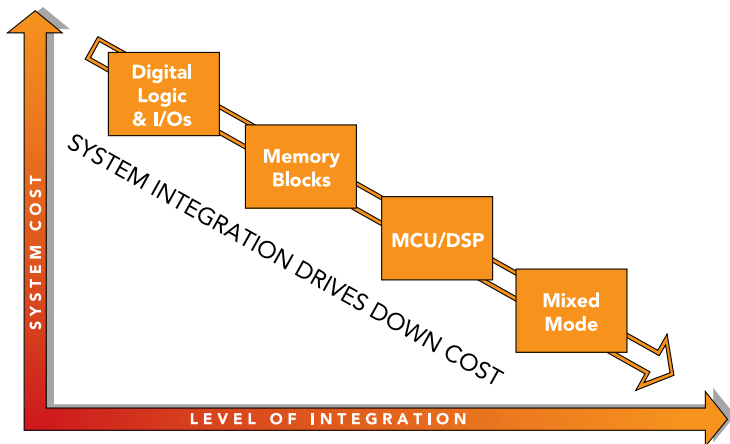 Digital
Logic
& I/Os
Memory
Blocks
MCU/DSP
Mixed
Mode
SYSTEM INTEGRATION DRIVES DOWN COST
SYSTEM COST
LEVEL OF INTEGRATION